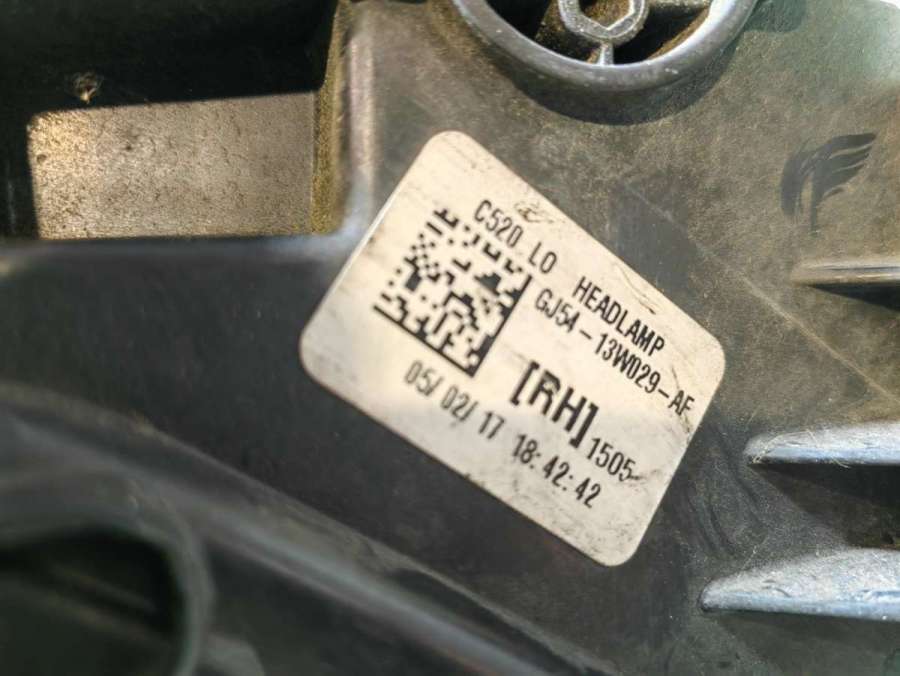 C520 LO HEADLAMP
GJ54-13W029-AF
[RH] 1505
05/02/17 18:42:42